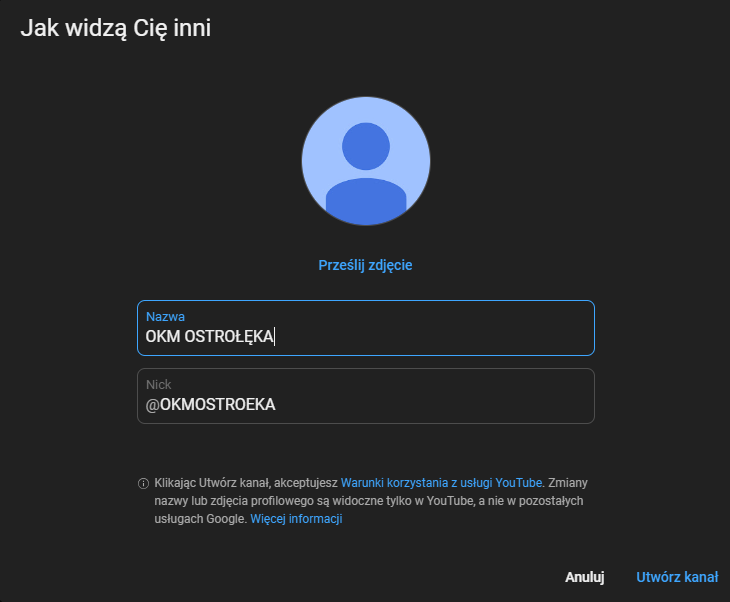 Jak widzą Cię inni
Prześlij zdjęcie
Nazwa
OKM OSTROŁĘKA
Nick
@OKMOSTROEKA
Klikając Utwórz kanał, akceptujesz Warunki korzystania z usługi YouTube. Zmiany
nazwy lub zdjęcia profilowego są widoczne tylko w YouTube, a nie w pozostałych
usługach Google. Więcej informacji
Anuluj Utwórz kanał